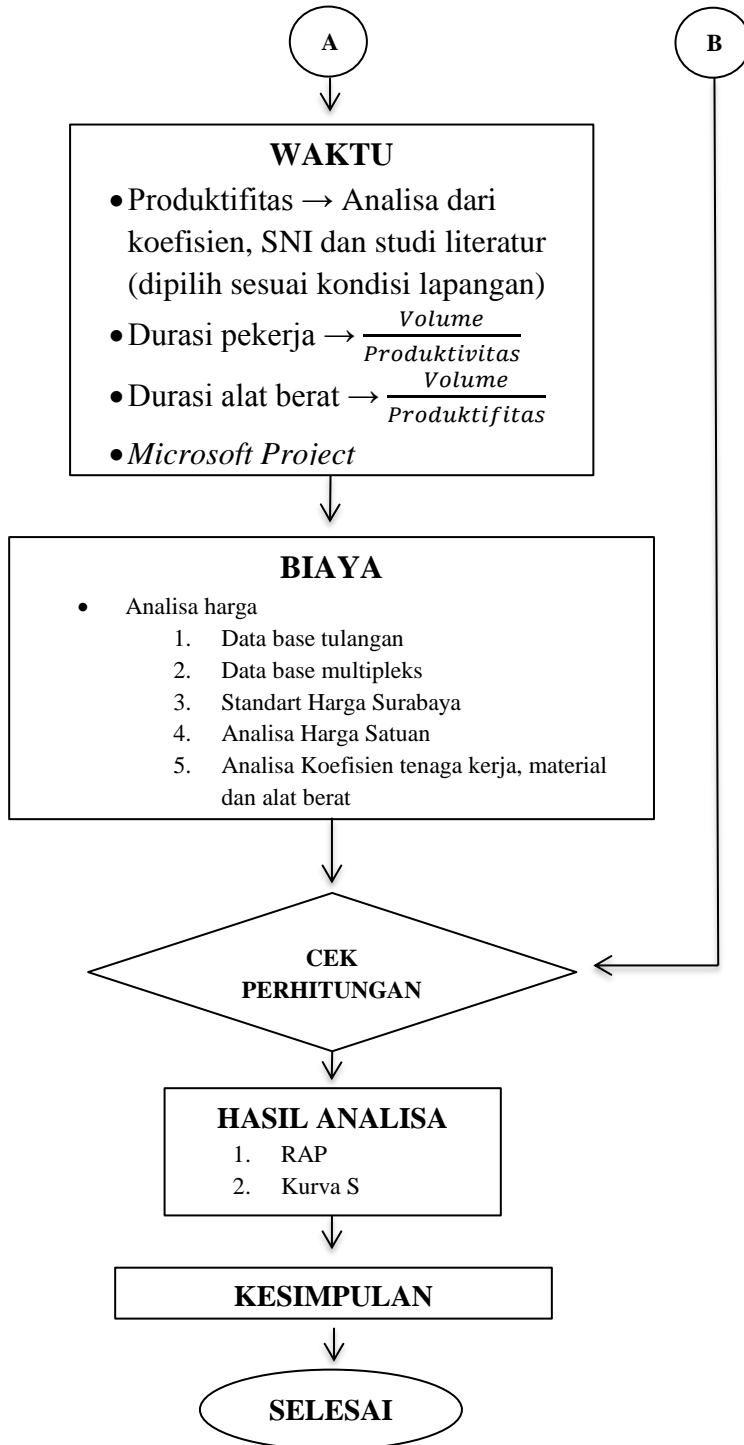 A
B
WAKTU
• Produktifitas → Analisa dari
koefisien, SNI dan studi literatur
(dipilih sesuai kondisi lapangan)
• Durasi pekerja → Volume / Produktivitas
• Durasi alat berat → Volume / Produktifitas
• Microsoft Project
BIAYA
• Analisa harga
1. Data base tulangan
2. Data base multipleks
3. Standart Harga Surabaya
4. Analisa Harga Satuan
5. Analisa Koefisien tenaga kerja, material
dan alat berat
CEK
PERHITUNGAN
HASIL ANALISA
1. RAP
2. Kurva S
KESIMPULAN
SELESAI